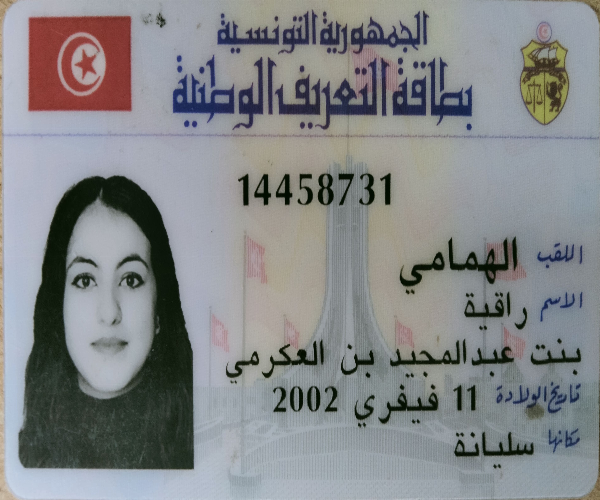 الجمهورية التونسية
بطاقة التعريف الوطنية
14458731
اللقب الهمامي
الاسم راقية
بنت عبدالمجيد بن العكرمي
تاريخ الولادة 11 فيفري 2002
مكانها سليانة